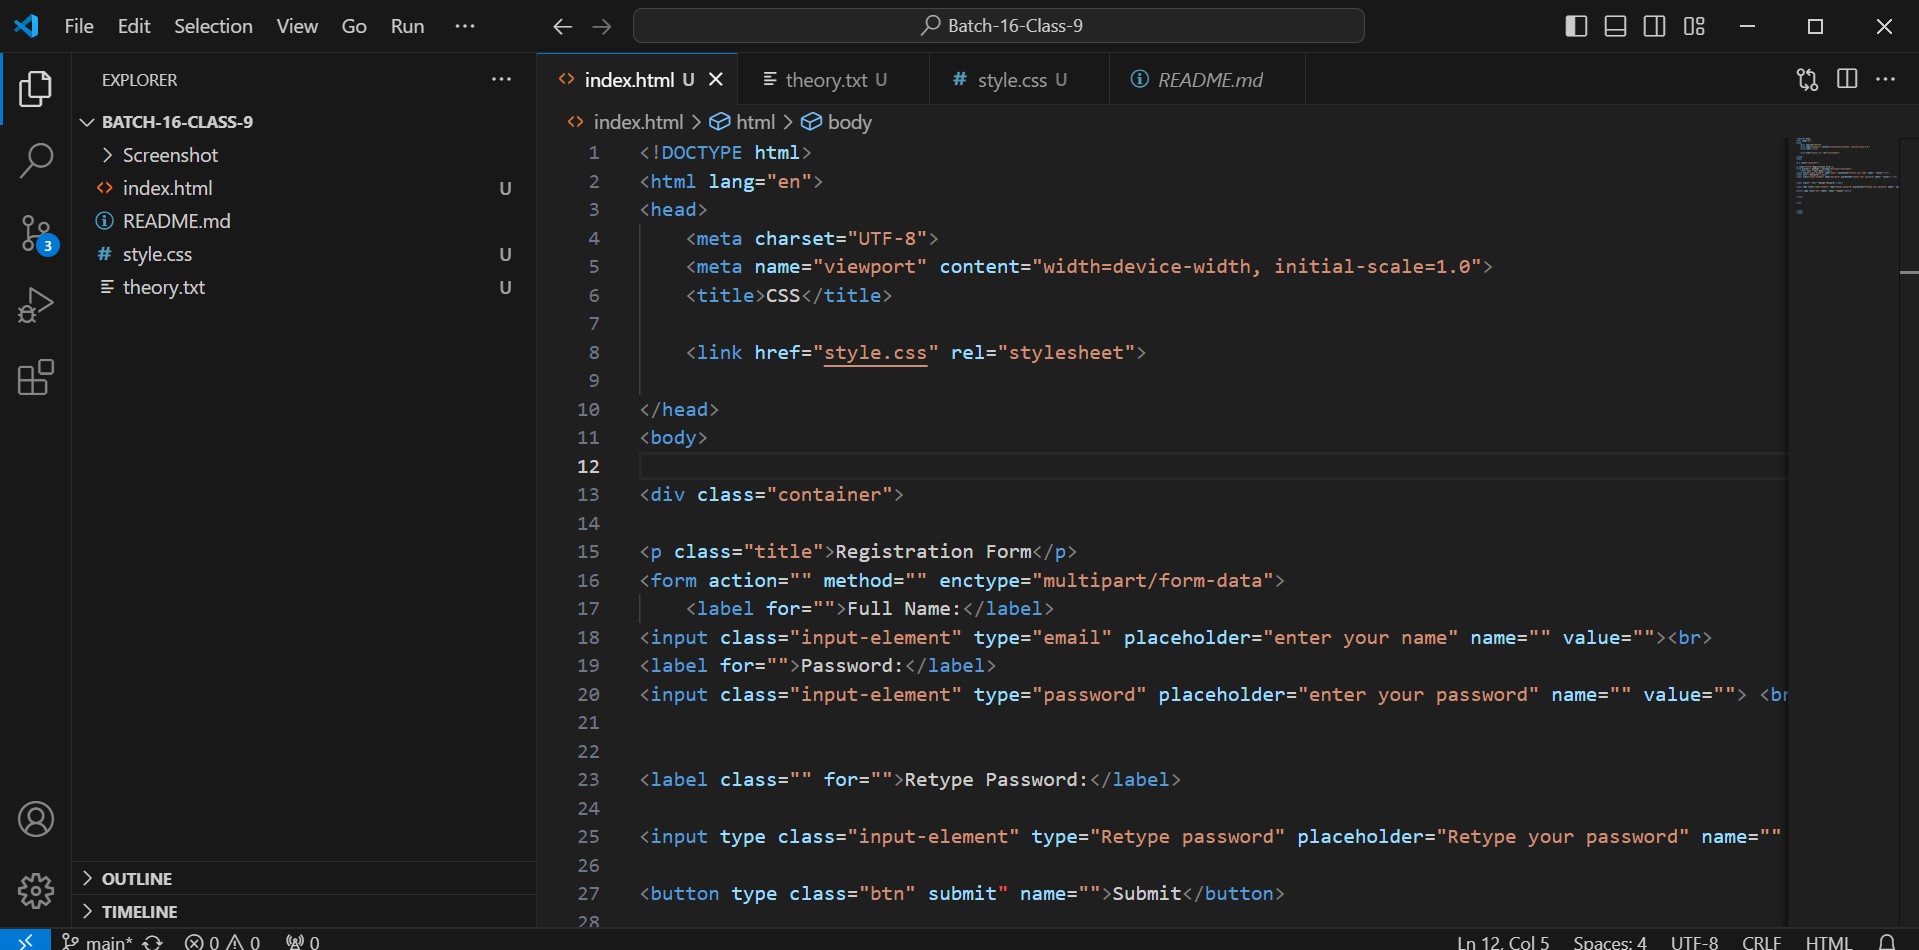 File Edit Selection View Go Run ··· Batch-16-Class-9
EXPLORER ···
BATCH-16-CLASS-9
Screenshot
index.html U
README.md
style.css U
theory.txt U
3
OUTLINE
TIMELINE
index.html U theory.txt U style.css U README.md
index.html > html > body
1 <!DOCTYPE html>
2 <html lang="en">
3 <head>
4 <meta charset="UTF-8">
5 <meta name="viewport" content="width=device-width, initial-scale=1.0">
6 <title>CSS</title>
7
8 <link href="style.css" rel="stylesheet">
9
10 </head>
11 <body>
12
13 <div class="container">
14
15 <p class="title">Registration Form</p>
16 <form action="" method="" enctype="multipart/form-data">
17 <label for="">Full Name:</label>
18 <input class="input-element" type="email" placeholder="enter your name" name="" value=""><br>
19 <label for="">Password:</label>
20 <input class="input-element" type="password" placeholder="enter your password" name="" value=""> <br
21
22
23 <label class="" for="">Retype Password:</label>
24
25 <input type class="input-element" type="Retype password" placeholder="Retype your password" name=""
26
27 <button type class="btn" submit" name="">Submit</button>
28
main* 0 0 0 Ln 12, Col 5 Spaces: 4 UTF-8 CRLF HTML